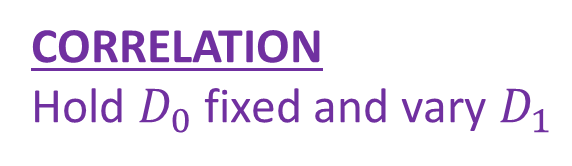 CORRELATION
Hold D₀ fixed and vary D₁